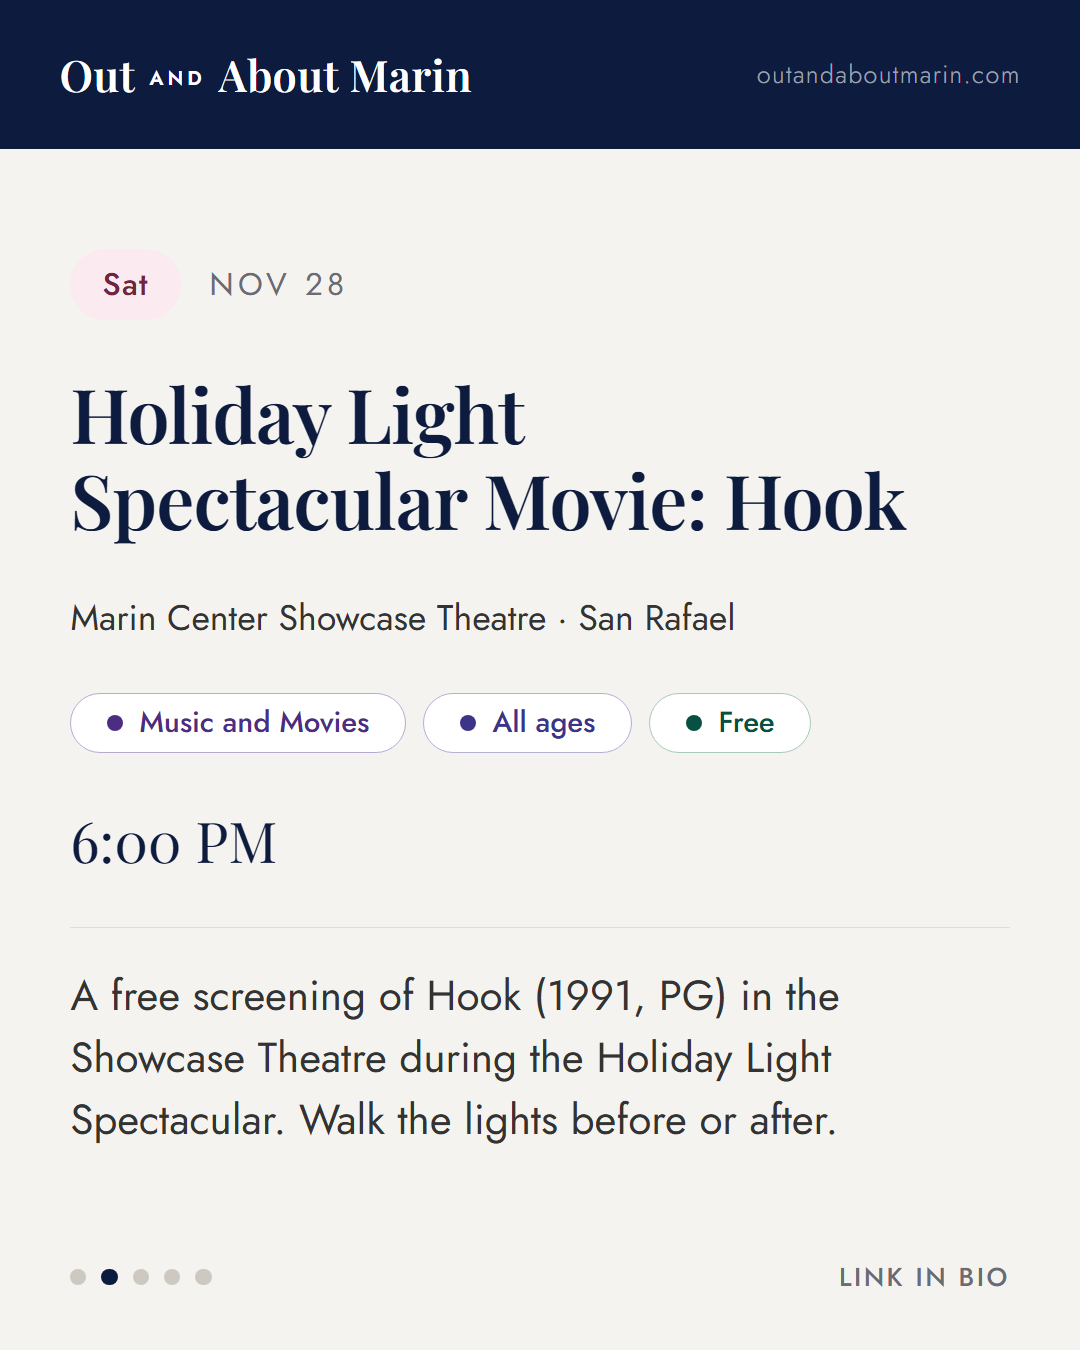 Out AND About Marin
outandaboutmarin.com
Sat
NOV 28
Holiday Light
Spectacular Movie: Hook
Marin Center Showcase Theatre · San Rafael
Music and Movies
All ages
Free
6:00 PM
A free screening of Hook (1991, PG) in the
Showcase Theatre during the Holiday Light
Spectacular. Walk the lights before or after.
LINK IN BIO